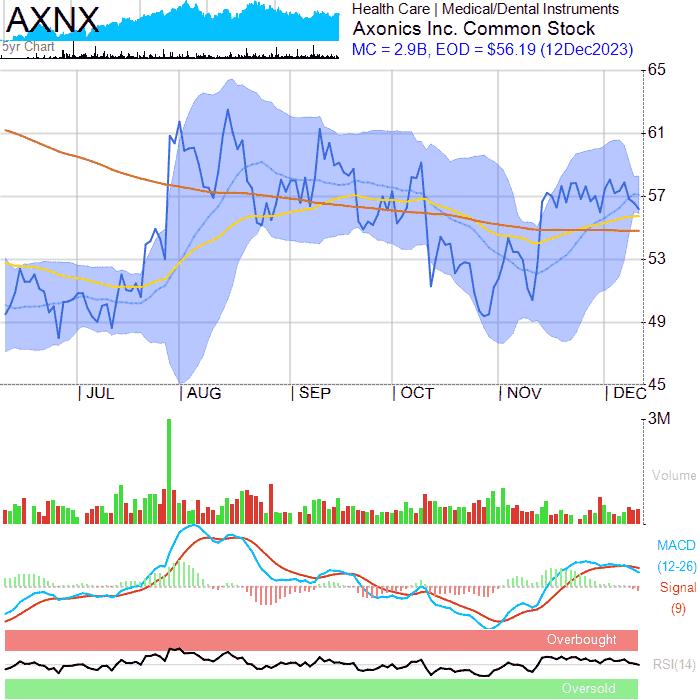 AXNX
5yr Chart
Health Care | Medical/Dental Instruments
Axonics Inc. Common Stock
MC = 2.9B, EOD = $56.19 (12Dec2023)
65
61
57
53
49
45
| JUL | AUG | SEP | OCT | NOV | DEC
3M
Volume
MACD
(12-26)
Signal
(9)
Overbought
RSI(14)
Oversold